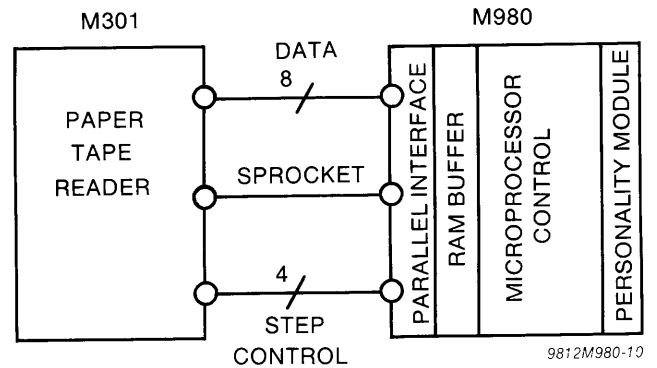 M301
M980
PAPER
TAPE
READER
DATA
8
SPROCKET
4
STEP
CONTROL
PARALLEL INTERFACE
RAM BUFFER
MICROPROCESSOR
CONTROL
PERSONALITY MODULE
9812M980-10